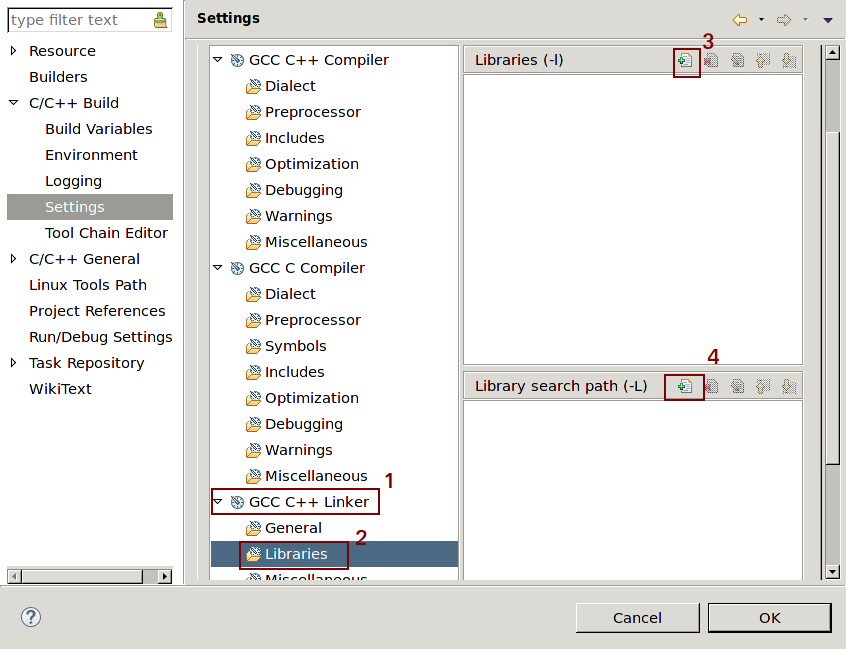 type filter text
Resource
Builders
C/C++ Build
Build Variables
Environment
Logging
Settings
Tool Chain Editor
C/C++ General
Linux Tools Path
Project References
Run/Debug Settings
Task Repository
WikiText
Settings
GCC C++ Compiler
Dialect
Preprocessor
Includes
Optimization
Debugging
Warnings
Miscellaneous
GCC C Compiler
Dialect
Preprocessor
Symbols
Includes
Optimization
Debugging
Warnings
Miscellaneous
1
GCC C++ Linker
General
2
Libraries
Miscellaneous
3
Libraries (-l)
4
Library search path (-L)
?
Cancel
OK